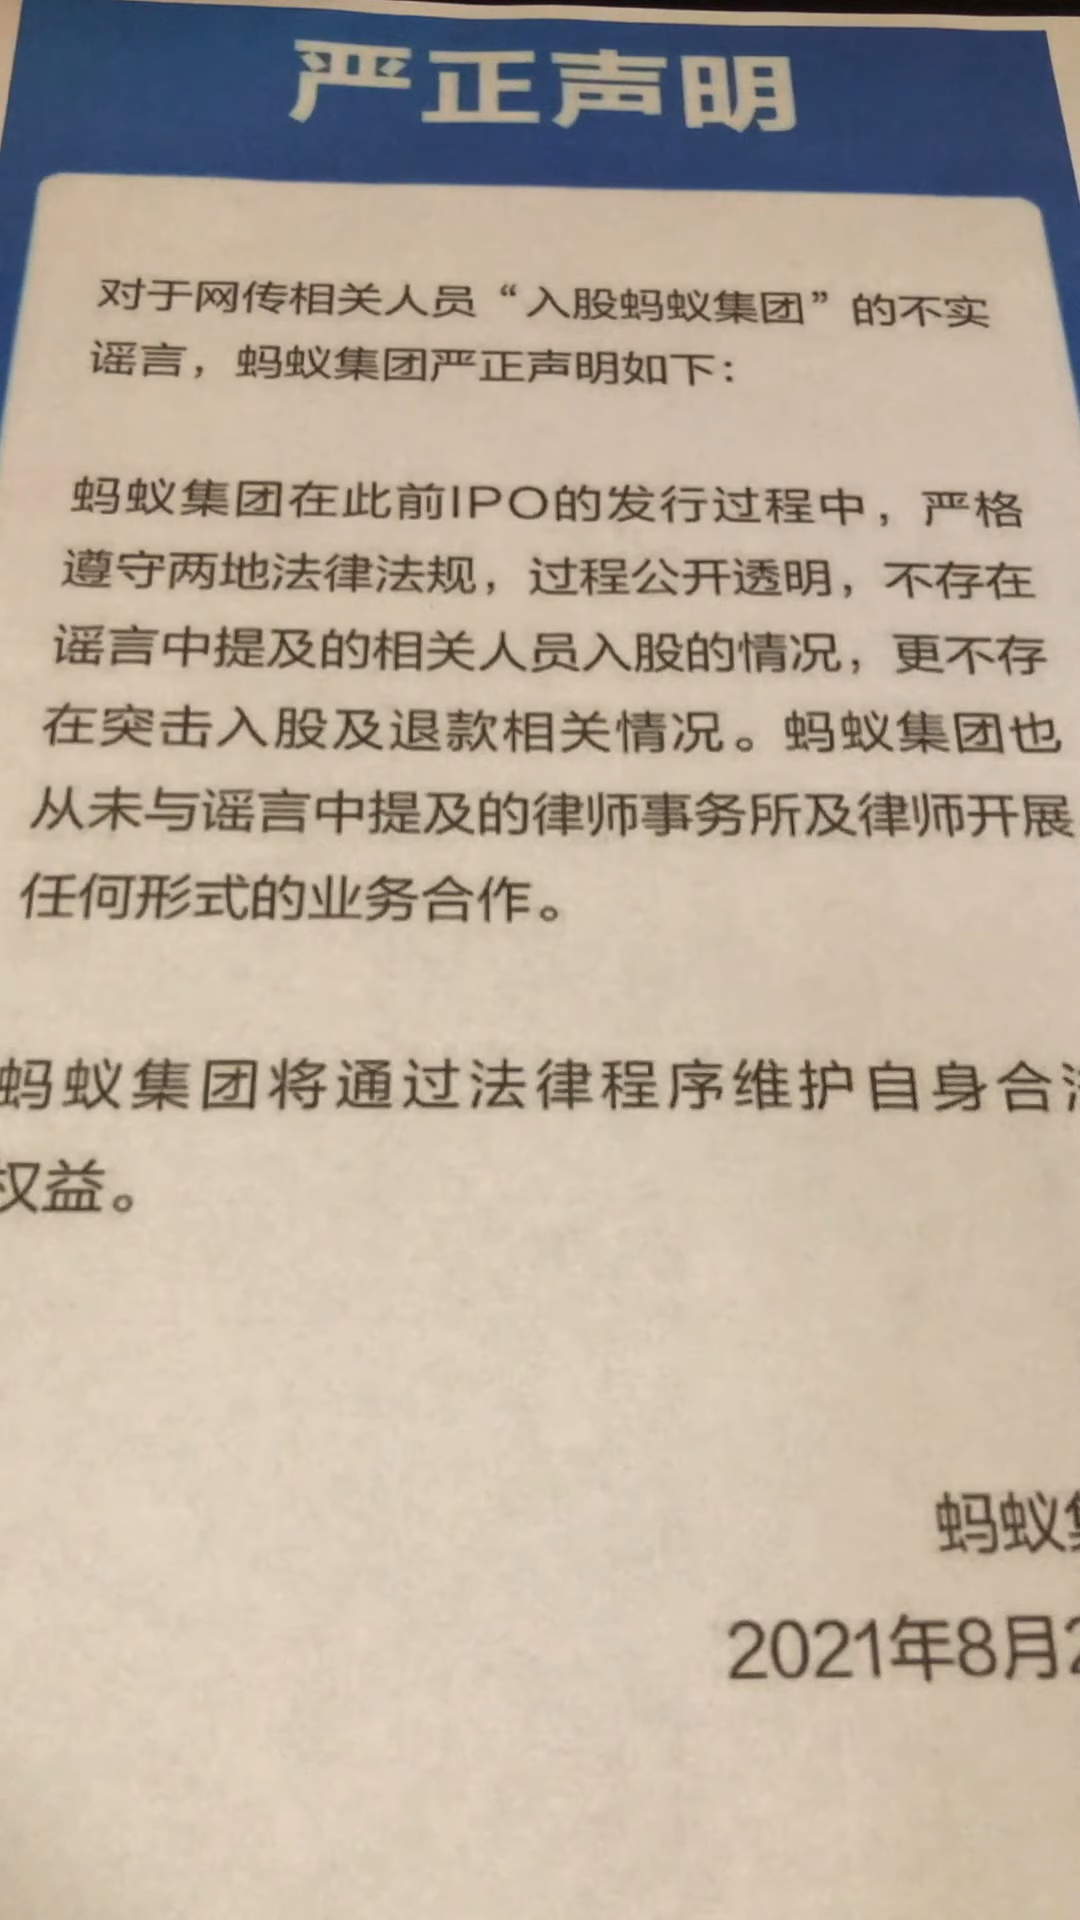 严正声明
对于网传相关人员“入股蚂蚁集团”的不实
谣言，蚂蚁集团严正声明如下：
蚂蚁集团在此前IPO的发行过程中，严格
遵守两地法律法规，过程公开透明，不存在
谣言中提及的相关人员入股的情况，更不存
在突击入股及退款相关情况。蚂蚁集团也
从未与谣言中提及的律师事务所及律师开展
任何形式的业务合作。
蚂蚁集团将通过法律程序维护自身合
权益。
蚂蚁
2021年8月